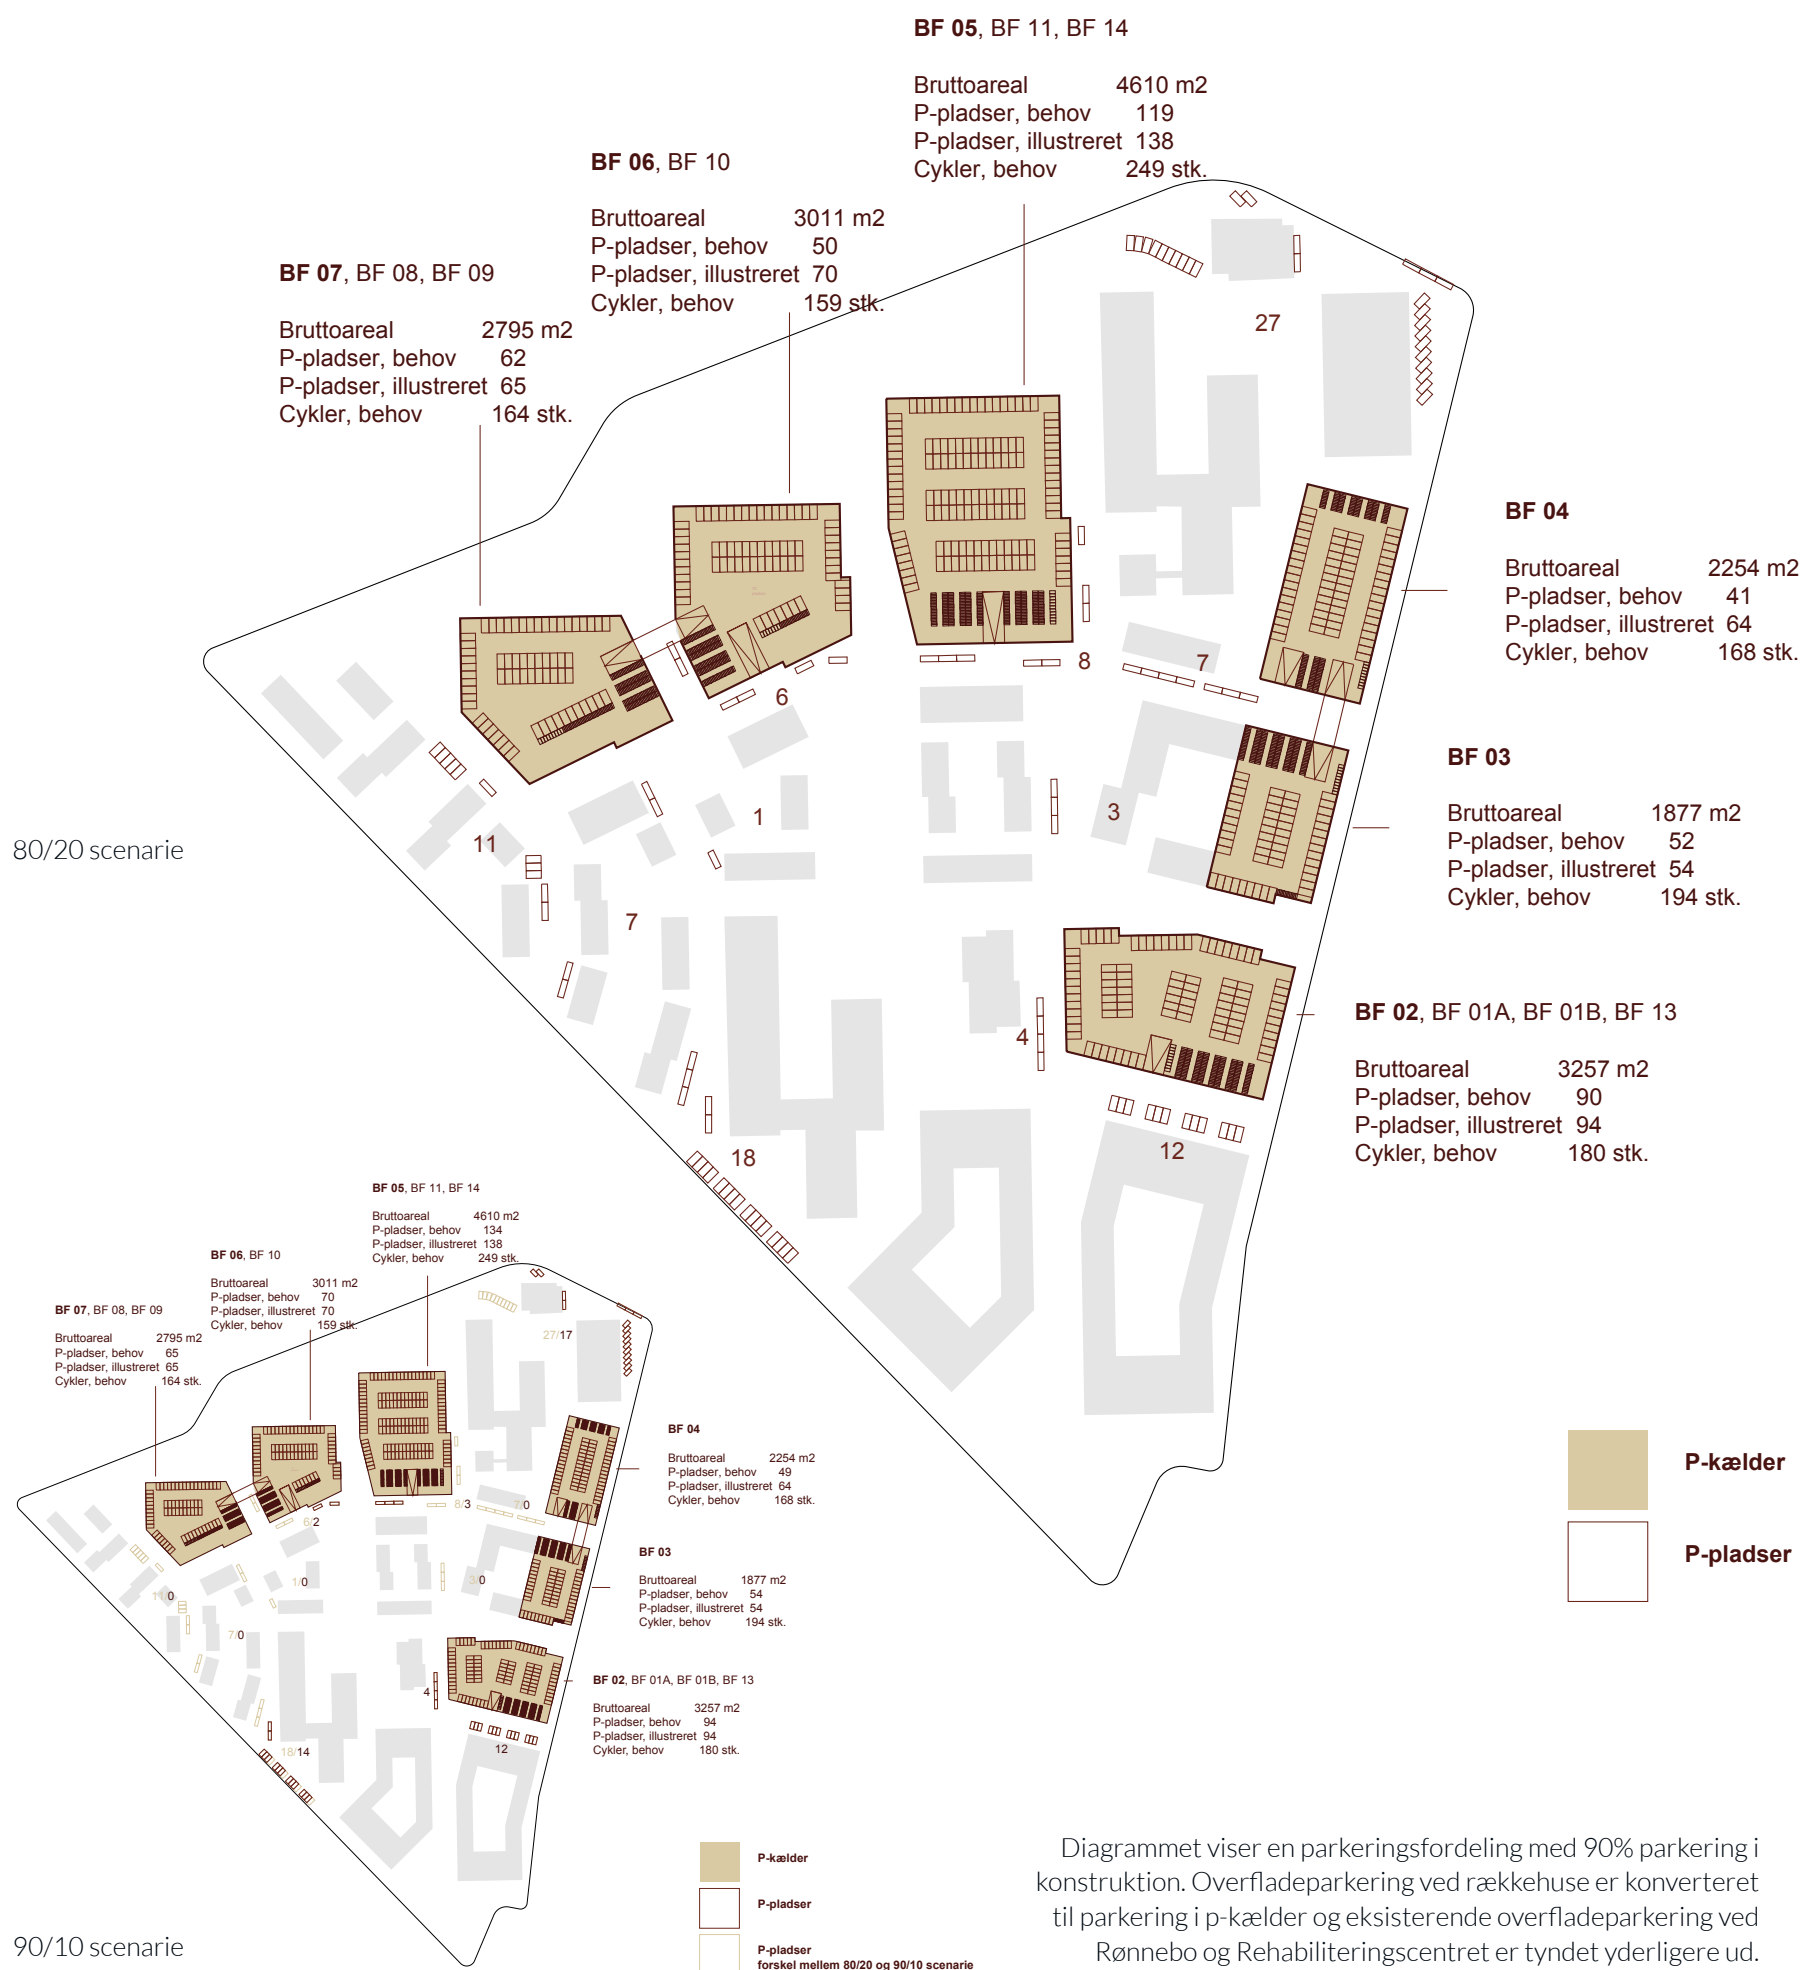 BF 05, BF 11, BF 14
Bruttoareal 4610 m2
P-pladser, behov 119
P-pladser, illustreret 138
Cykler, behov 249 stk.
BF 06, BF 10
Bruttoareal 3011 m2
P-pladser, behov 50
P-pladser, illustreret 70
Cykler, behov 159 stk.
BF 07, BF 08, BF 09
Bruttoareal 2795 m2
P-pladser, behov 62
P-pladser, illustreret 65
Cykler, behov 164 stk.
27
BF 04
Bruttoareal 2254 m2
P-pladser, behov 41
P-pladser, illustreret 64
Cykler, behov 168 stk.
8
7
6
BF 03
Bruttoareal 1877 m2
P-pladser, behov 52
P-pladser, illustreret 54
Cykler, behov 194 stk.
1
3
11
80/20 scenarie
7
4
BF 02, BF 01A, BF 01B, BF 13
Bruttoareal 3257 m2
P-pladser, behov 90
P-pladser, illustreret 94
Cykler, behov 180 stk.
12
18
BF 05, BF 11, BF 14
Bruttoareal 4610 m2
P-pladser, behov 134
P-pladser, illustreret 138
Cykler, behov 249 stk.
BF 06, BF 10
Bruttoareal 3011 m2
P-pladser, behov 70
P-pladser, illustreret 70
Cykler, behov 159 stk.
BF 07, BF 08, BF 09
Bruttoareal 2795 m2
P-pladser, behov 65
P-pladser, illustreret 65
Cykler, behov 164 stk.
27/17
BF 04
Bruttoareal 2254 m2
P-pladser, behov 49
P-pladser, illustreret 64
Cykler, behov 168 stk.
8/3
7/0
6/2
BF 03
Bruttoareal 1877 m2
P-pladser, behov 54
P-pladser, illustreret 54
Cykler, behov 194 stk.
1/0
3/0
11/0
7/0
4
BF 02, BF 01A, BF 01B, BF 13
Bruttoareal 3257 m2
P-pladser, behov 94
P-pladser, illustreret 94
Cykler, behov 180 stk.
12
18/14
P-kælder
P-pladser
P-kælder
P-pladser
P-pladser
forskel mellem 80/20 og 90/10 scenarie
90/10 scenarie
Diagrammet viser en parkeringsfordeling med 90% parkering i
konstruktion. Overfladeparkering ved rækkehuse er konverteret
til parkering i p-kælder og eksisterende overfladeparkering ved
Rønnebo og Rehabiliteringscentret er tyndet yderligere ud.